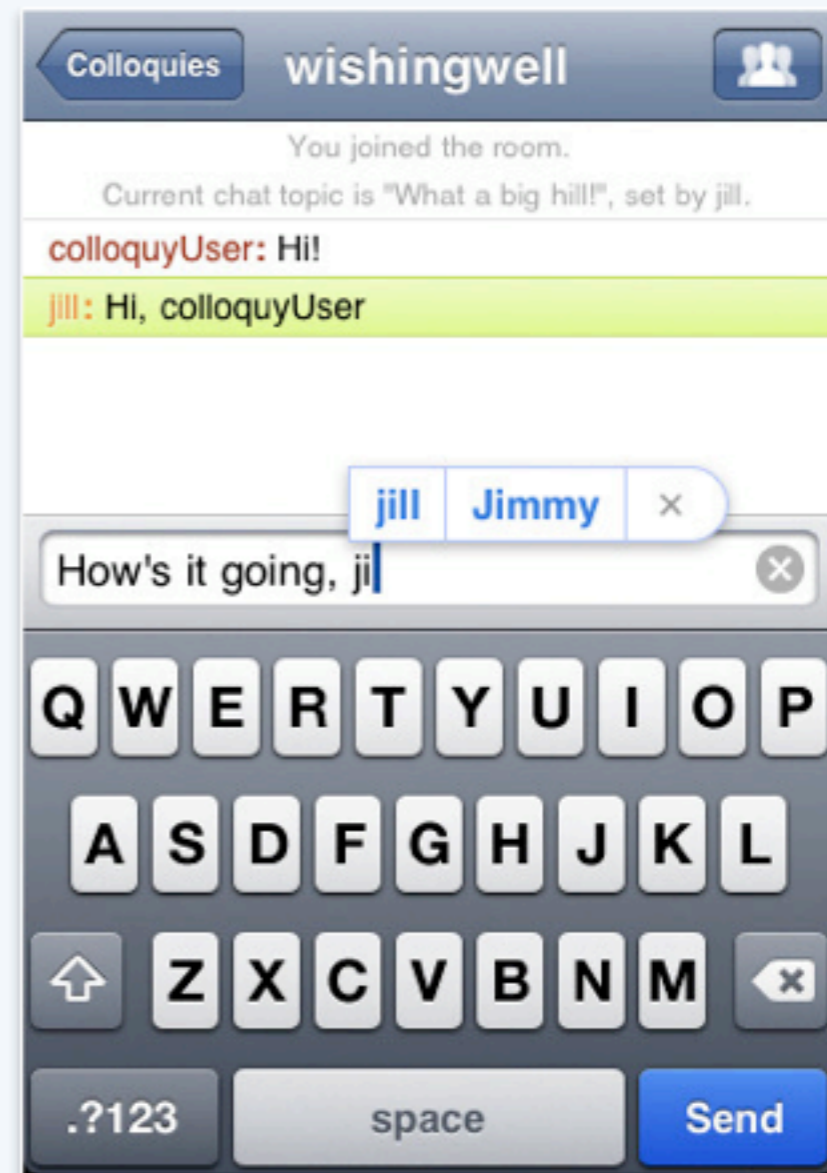 Colloquies wishingwell
You joined the room.
Current chat topic is "What a big hill!", set by jill.
colloquyUser: Hi!
jill: Hi, colloquyUser
jill Jimmy ×
How's it going, ji
Q W E R T Y U I O P
A S D F G H J K L
Z X C V B N M
.?123 space Send